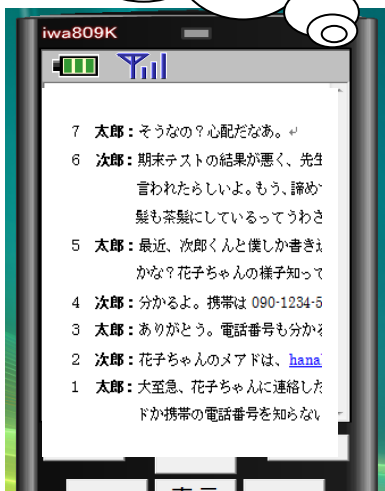 iwa809K
7 太郎：そうなの？心配だなあ。
6 次郎：期末テストの結果が悪く、先生
言われたらしいよ。もう、諦め
髪も茶髪にしているってうわさ
5 太郎：最近、次郎くんと僕しか書き
かな？花子ちゃんの様子知って
4 次郎：分かるよ。携帯は 090-1234-5
3 太郎：ありがとう。電話番号も分か
2 次郎：花子ちゃんのメアドは、hana
1 太郎：大至急、花子ちゃんに連絡した
ドか携帯の電話番号を知らない